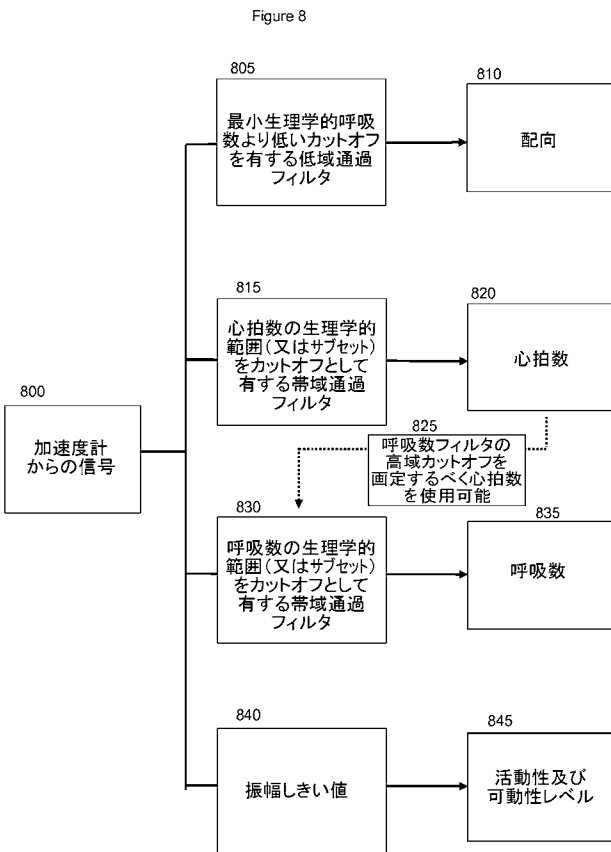 Figure 8
805
最小生理学的呼吸
数より低いカットオフ
を有する低域通過
フィルタ
810
配向
815
心拍数の生理学的
範囲(又はサブセット)
をカットオフとして
有する帯域通過
フィルタ
820
心拍数
800
加速度計
からの信号
825
呼吸数フィルタの
高域カットオフを
画定するべく心拍数
を使用可能
830
呼吸数の生理学的
範囲(又はサブセット)
をカットオフとして
有する帯域通過
フィルタ
835
呼吸数
840
振幅しきい値
845
活動性及び
可動性レベル